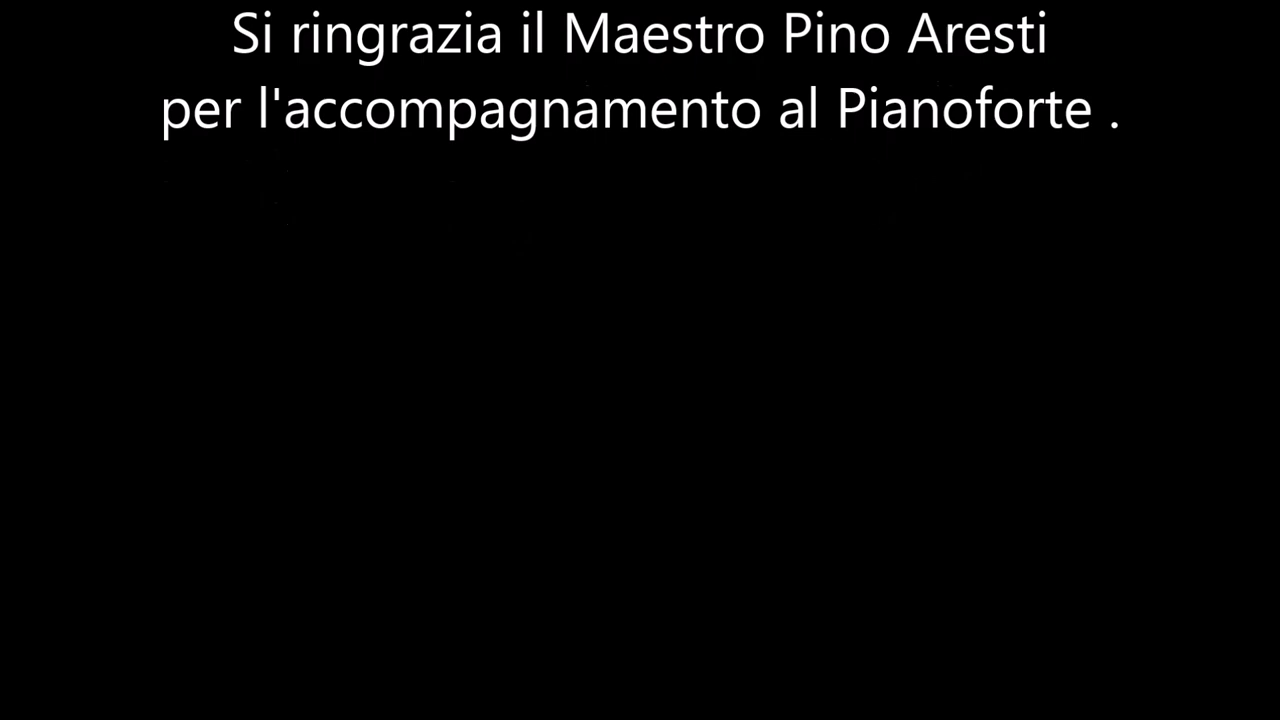 Si ringrazia il Maestro Pino Aresti
per l'accompagnamento al Pianoforte .